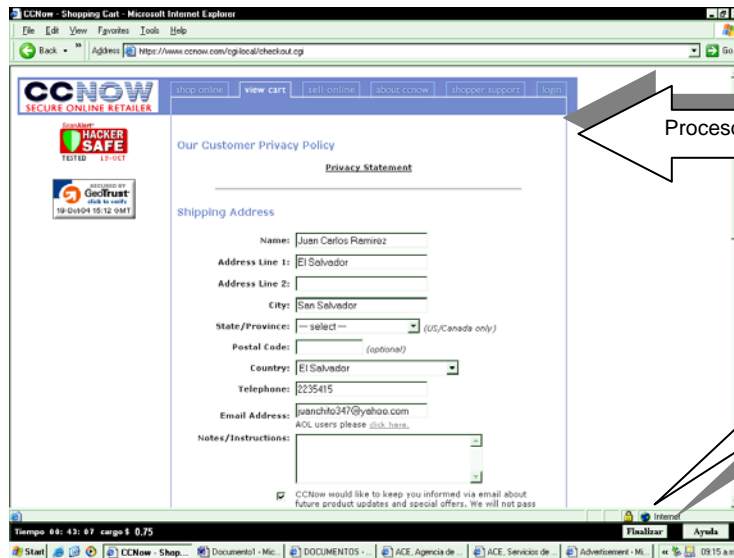 CCNow - Shopping Cart - Microsoft Internet Explorer
File Edit View Favorites Tools Help
Back Address https://www.ccnow.com/cgi-local/checkout.cgi Go
CCNOW
SECURE ONLINE RETAILER
shop online view cart sell online about ccnow shopper support login
ScanAlert
HACKER
SAFE
TESTED 19-OCT
SECURED BY
GeoTrust
click to verify
19-Oct-04 15:12 GMT
Proceso
Our Customer Privacy Policy
Privacy Statement
Shipping Address
Name: Juan Carlos Ramirez
Address Line 1: El Salvador
Address Line 2:
City: San Salvador
State/Province: -- select -- (US/Canada only)
Postal Code: (optional)
Country: El Salvador
Telephone: 2235415
Email Address: juanchito347@yahoo.com
AOL users please click here.
Notes/Instructions:
CCNow would like to keep you informed via email about
future product updates and special offers. We will not pass
Internet
Tiempo 00: 43: 07 cargo $ 0,75 Finalizar Ayuda
Start CCNow - Shop... Documento1 - Mic... DOCUMENTOS - ... ACE, Agencia de ... ACE, Servicios de ... Advertisement - Mi... 09:15 a.m.